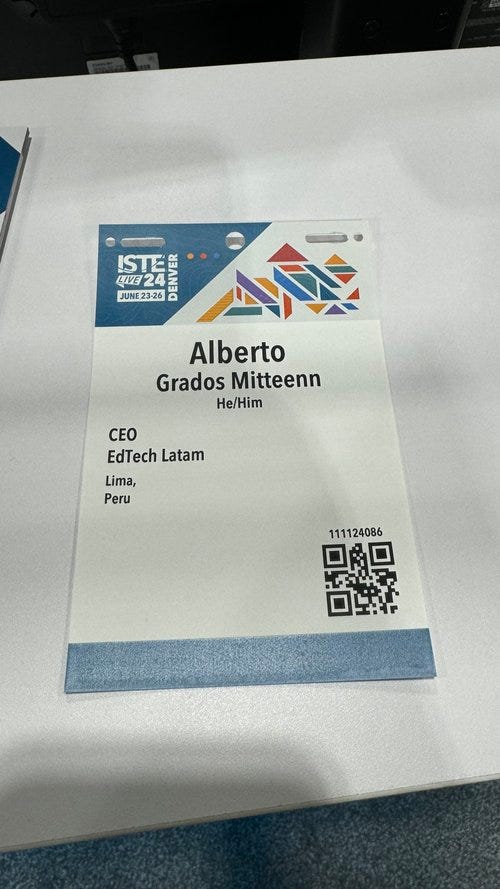 ISTE
LIVE 24
JUNE 23-26
DENVER
Alberto
Grados Mitteenn
He/Him
CEO
EdTech Latam
Lima,
Peru
111124086